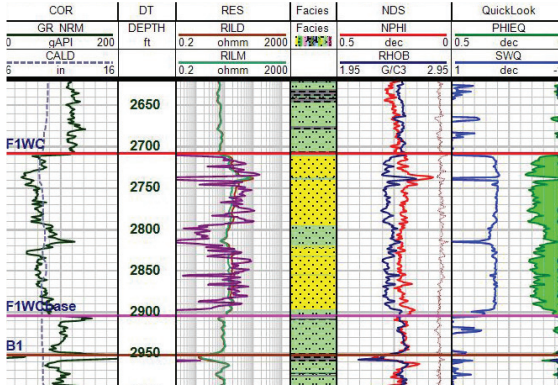 COR DT RES Facies NDS QuickLook
GR_NRM DEPTH RILD Facies NPHI PHIEQ
0 gAPI 200 ft 0.2 ohmm 2000 0.5 dec 0 0.5 dec
CALD RILM RHOB SWQ
6 in 16 0.2 ohmm 2000 1.95 G/C3 2.95 1 dec
2650
F1WC 2700
2750
2800
2850
F1WCbase 2900
B1 2950